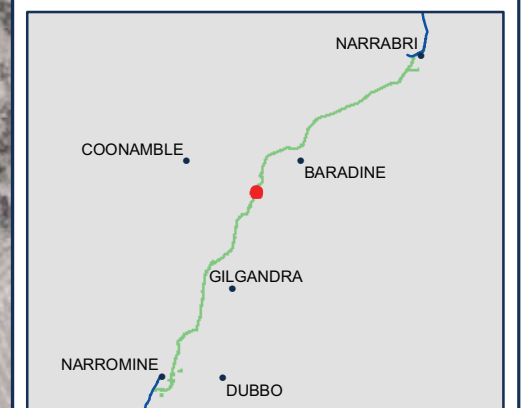 NARRABRI
COONAMBLE
BARADINE
GILGANDRA
NARROMINE
DUBBO